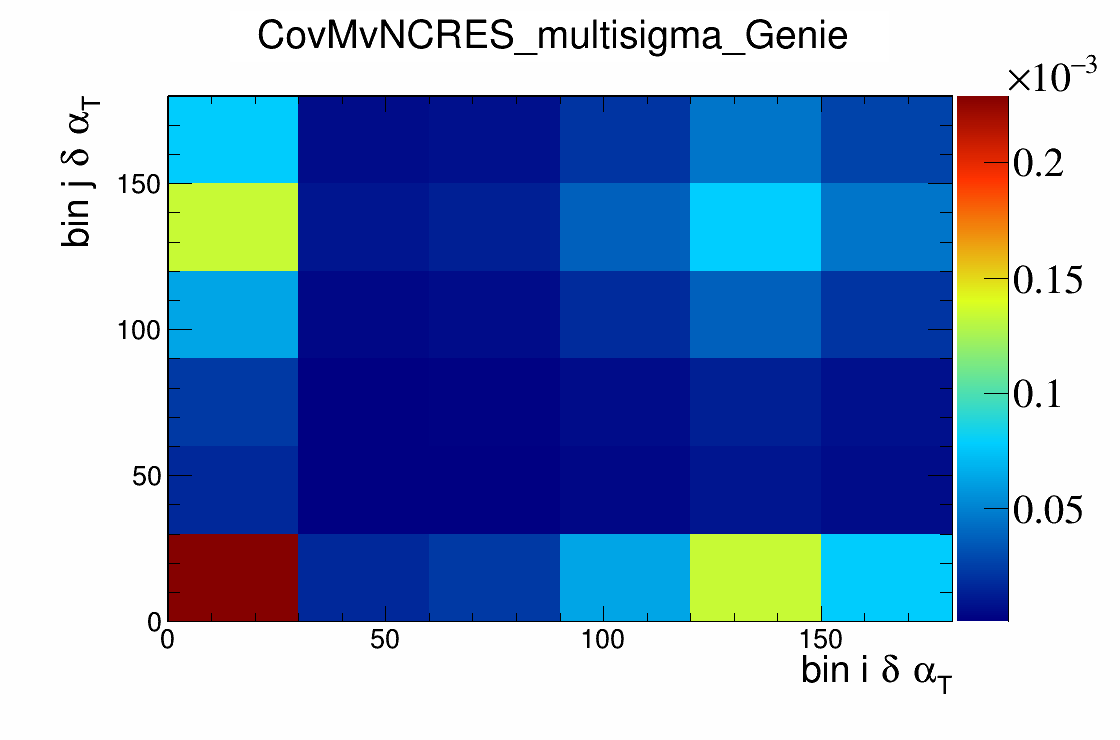 CovMvNCRES_multisigma_Genie
×10⁻³
bin j δ α_T
150
100
50
0
0 50 100 150
bin i δ α_T
0.2
0.15
0.1
0.05